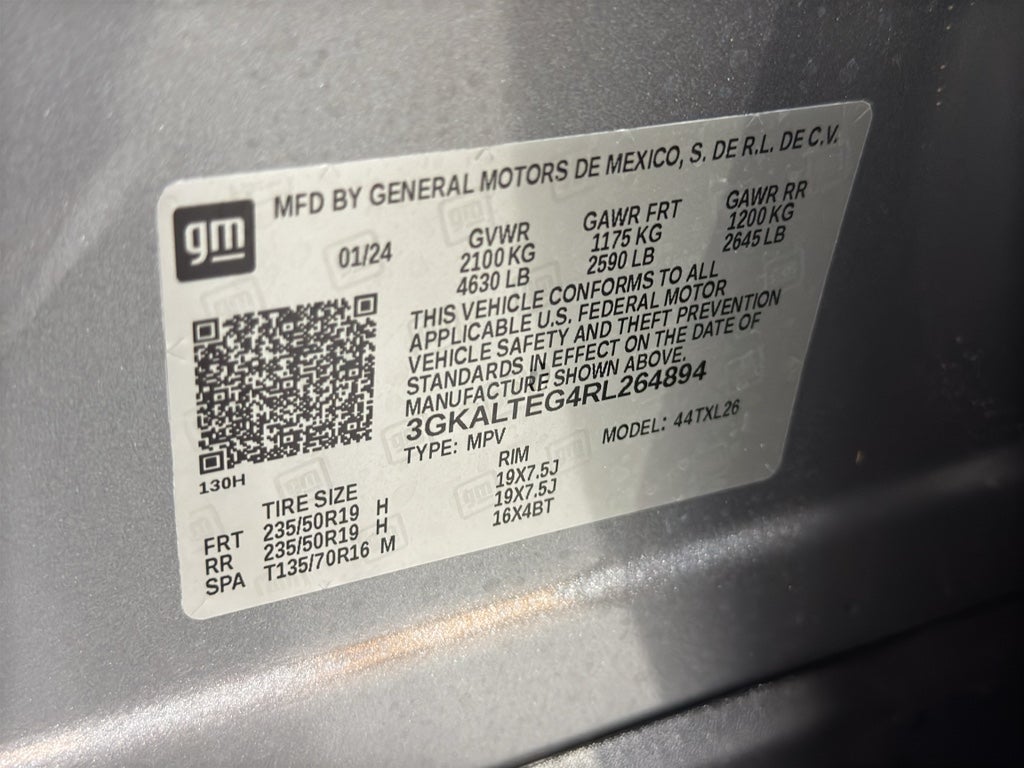 gm
MFD BY GENERAL MOTORS DE MEXICO, S. DE R.L. DE C.V.
01/24
GVWR
2100 KG
4630 LB
GAWR FRT
1175 KG
2590 LB
GAWR RR
1200 KG
2645 LB
THIS VEHICLE CONFORMS TO ALL
APPLICABLE U.S. FEDERAL MOTOR
VEHICLE SAFETY AND THEFT PREVENTION
STANDARDS IN EFFECT ON THE DATE OF
MANUFACTURE SHOWN ABOVE.
3GKALTEG4RL264894
TYPE: MPV MODEL: 44TXL26
130H
TIRE SIZE RIM
FRT 235/50R19 H 19X7.5J
RR 235/50R19 H 19X7.5J
SPA T135/70R16 M 16X4BT